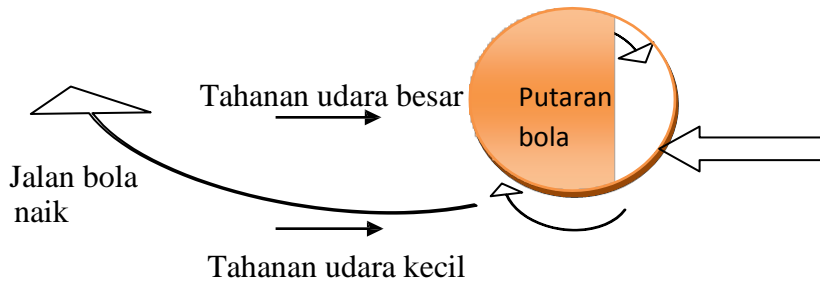 Tahanan udara besar
Putaran
bola
Jalan bola
naik
Tahanan udara kecil